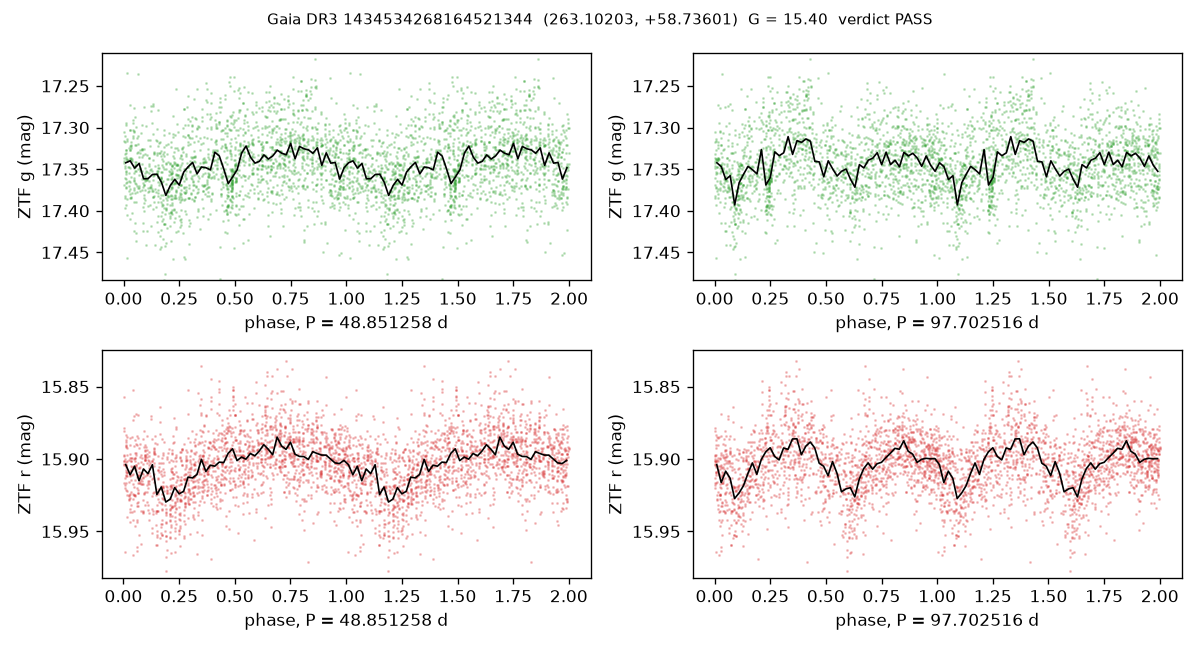 Gaia DR3 1434534268164521344  (263.10203, +58.73601)  G = 15.40  verdict PASS
ZTF g (mag)
17.25
17.30
17.35
17.40
17.45
0.00 0.25 0.50 0.75 1.00 1.25 1.50 1.75 2.00
phase, P = 48.851258 d
ZTF g (mag)
17.25
17.30
17.35
17.40
17.45
0.00 0.25 0.50 0.75 1.00 1.25 1.50 1.75 2.00
phase, P = 97.702516 d
ZTF r (mag)
15.85
15.90
15.95
0.00 0.25 0.50 0.75 1.00 1.25 1.50 1.75 2.00
phase, P = 48.851258 d
ZTF r (mag)
15.85
15.90
15.95
0.00 0.25 0.50 0.75 1.00 1.25 1.50 1.75 2.00
phase, P = 97.702516 d